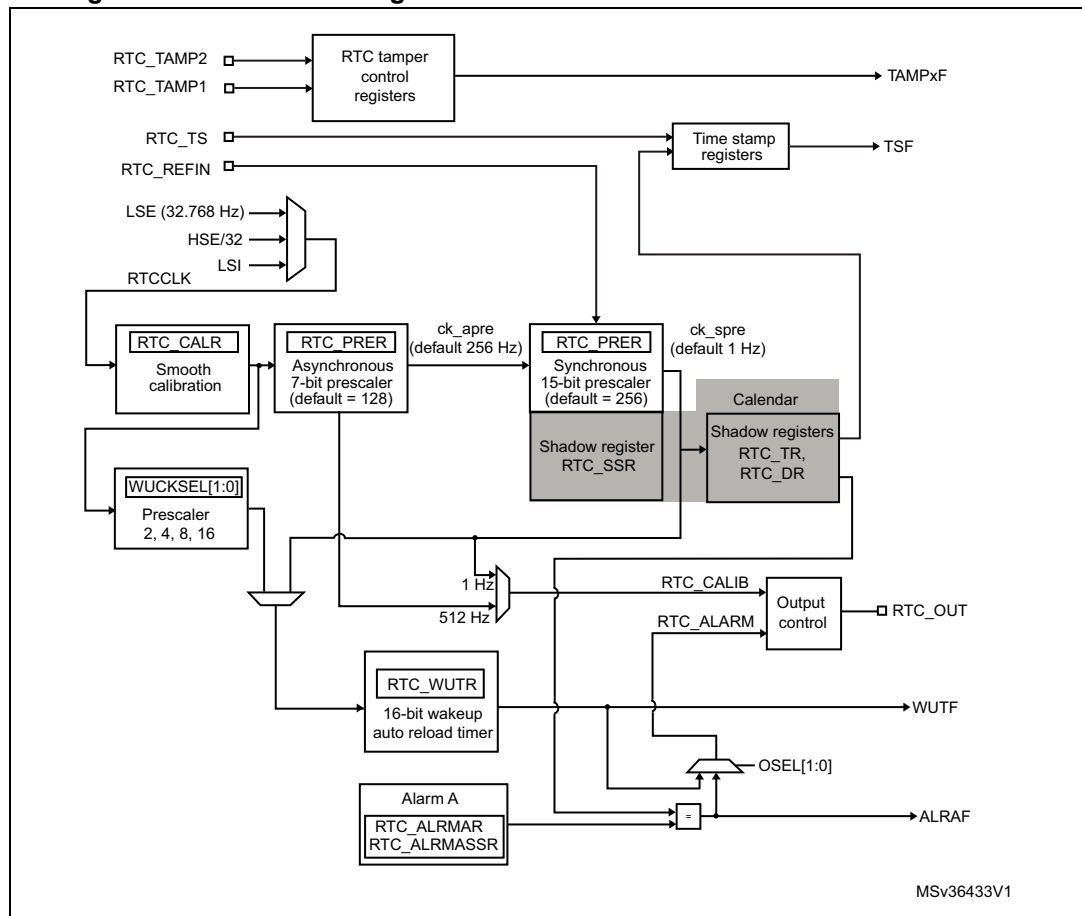 RTC_TAMP2
RTC_TAMP1
RTC tamper
control
registers
TAMPxF
RTC_TS
RTC_REFIN
Time stamp
registers
TSF
LSE (32.768 Hz)
HSE/32
LSI
RTCCLK
RTC_CALR
Smooth
calibration
RTC_PRER
Asynchronous
7-bit prescaler
(default = 128)
ck_apre
(default 256 Hz)
RTC_PRER
Synchronous
15-bit prescaler
(default = 256)
ck_spre
(default 1 Hz)
Calendar
Shadow register
RTC_SSR
Shadow registers
RTC_TR,
RTC_DR
WUCKSEL[1:0]
Prescaler
2, 4, 8, 16
1 Hz
512 Hz
RTC_CALIB
RTC_ALARM
Output
control
RTC_OUT
RTC_WUTR
16-bit wakeup
auto reload timer
WUTF
OSEL[1:0]
Alarm A
RTC_ALRMAR
RTC_ALRMASSR
=
ALRAF
MSv36433V1